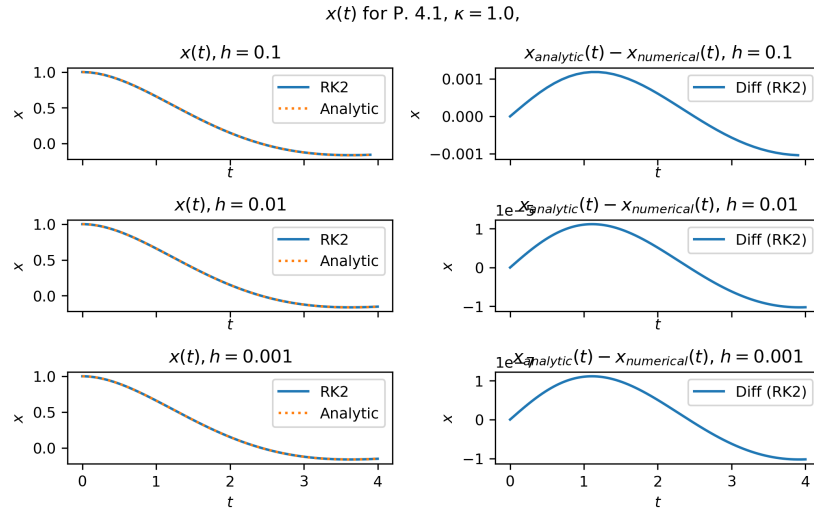 x(t) for P. 4.1, κ = 1.0,
x(t), h = 0.1
1.0
0.5
0.0
x
t
RK2
Analytic
x_analytic(t) − x_numerical(t), h = 0.1
0.001
0.000
−0.001
x
t
Diff (RK2)
x(t), h = 0.01
1.0
0.5
0.0
x
t
RK2
Analytic
1e−5
x_analytic(t) − x_numerical(t), h = 0.01
1
0
−1
x
t
Diff (RK2)
x(t), h = 0.001
1.0
0.5
0.0
x
RK2
Analytic
0 1 2 3 4
t
1e−7
x_analytic(t) − x_numerical(t), h = 0.001
1
0
−1
x
Diff (RK2)
0 1 2 3 4
t